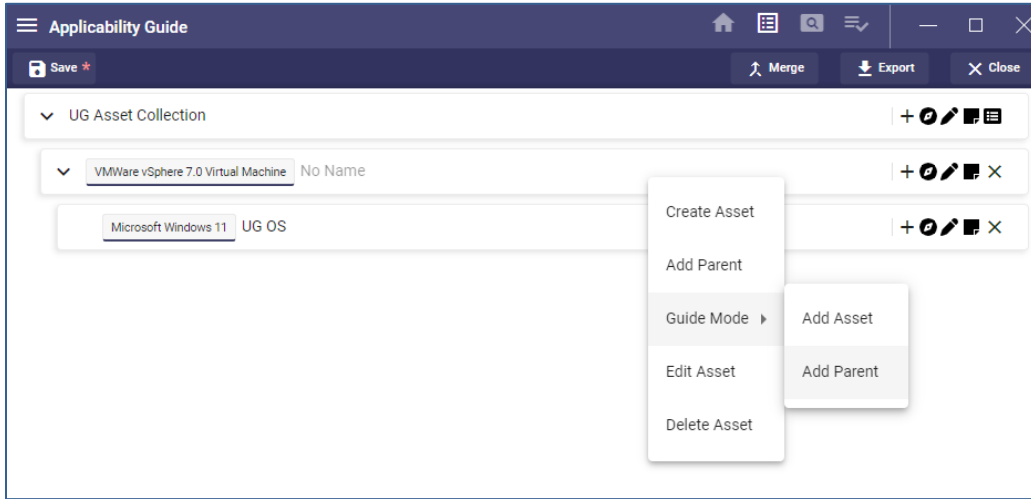 Applicability Guide
Save *
Merge
Export
Close
UG Asset Collection
VMWare vSphere 7.0 Virtual Machine No Name
Microsoft Windows 11 UG OS
Create Asset
Add Parent
Guide Mode
Edit Asset
Delete Asset
Add Asset
Add Parent